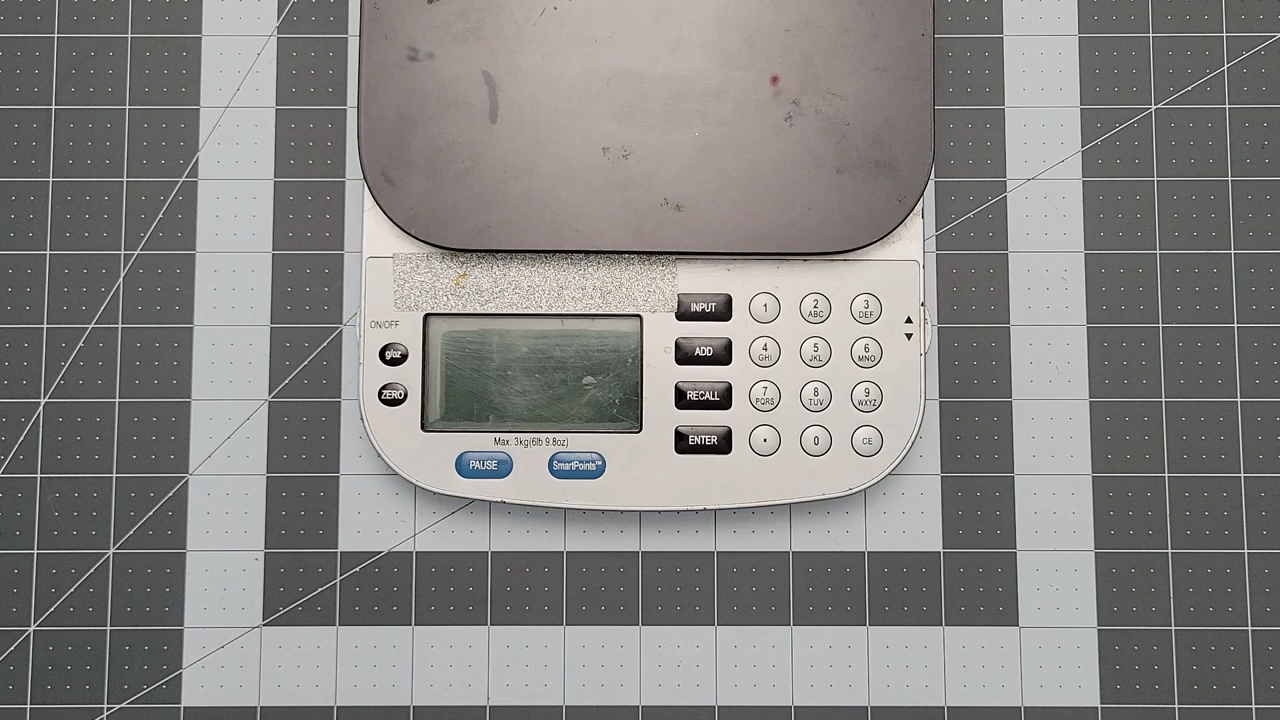 ON/OFF
g/oz
ZERO
Max. 3kg(6lb 9.8oz)
PAUSE
SmartPoints™
INPUT
1
2
ABC
3
DEF
ADD
4
GHI
5
JKL
6
MNO
RECALL
7
PQRS
8
TUV
9
WXYZ
ENTER
.
0
CE